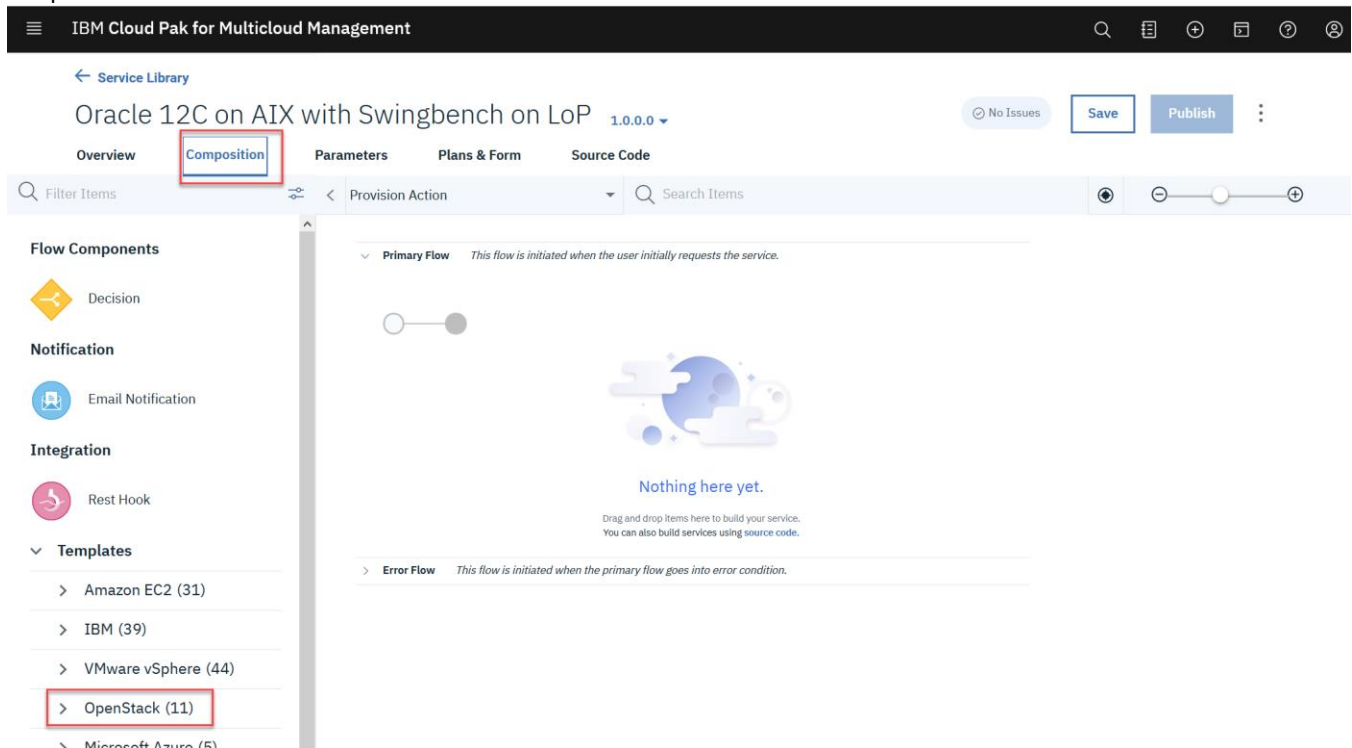 IBM Cloud Pak for Multicloud Management
← Service Library
Oracle 12C on AIX with Swingbench on LoP 1.0.0.0
No Issues
Save
Publish
Overview
Composition
Parameters
Plans & Form
Source Code
Filter Items
Provision Action
Search Items
Flow Components
Decision
Notification
Email Notification
Integration
Rest Hook
Templates
Amazon EC2 (31)
IBM (39)
VMware vSphere (44)
OpenStack (11)
Microsoft Azure (5)
Primary Flow This flow is initiated when the user initially requests the service.
Nothing here yet.
Drag and drop items here to build your service.
You can also build services using source code.
Error Flow This flow is initiated when the primary flow goes into error condition.